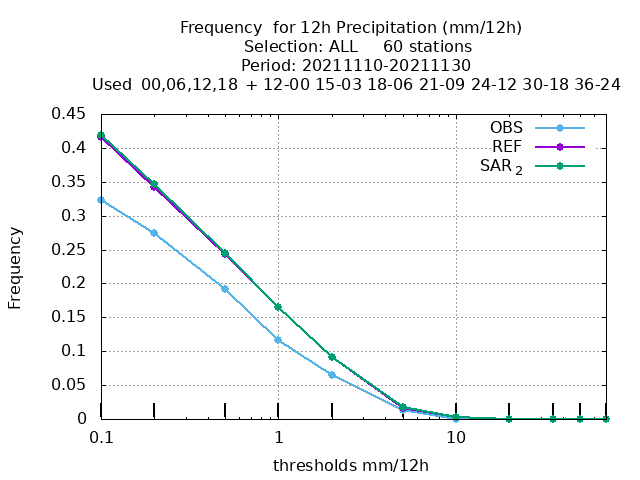 Frequency  for 12h Precipitation (mm/12h)
Selection: ALL     60 stations
Period: 20211110-20211130
Used  00,06,12,18  + 12-00 15-03 18-06 21-09 24-12 30-18 36-24
0.45
0.4
0.35
0.3
0.25
0.2
0.15
0.1
0.05
0
Frequency
OBS
REF
SAR 2
0.1 1 10
thresholds mm/12h